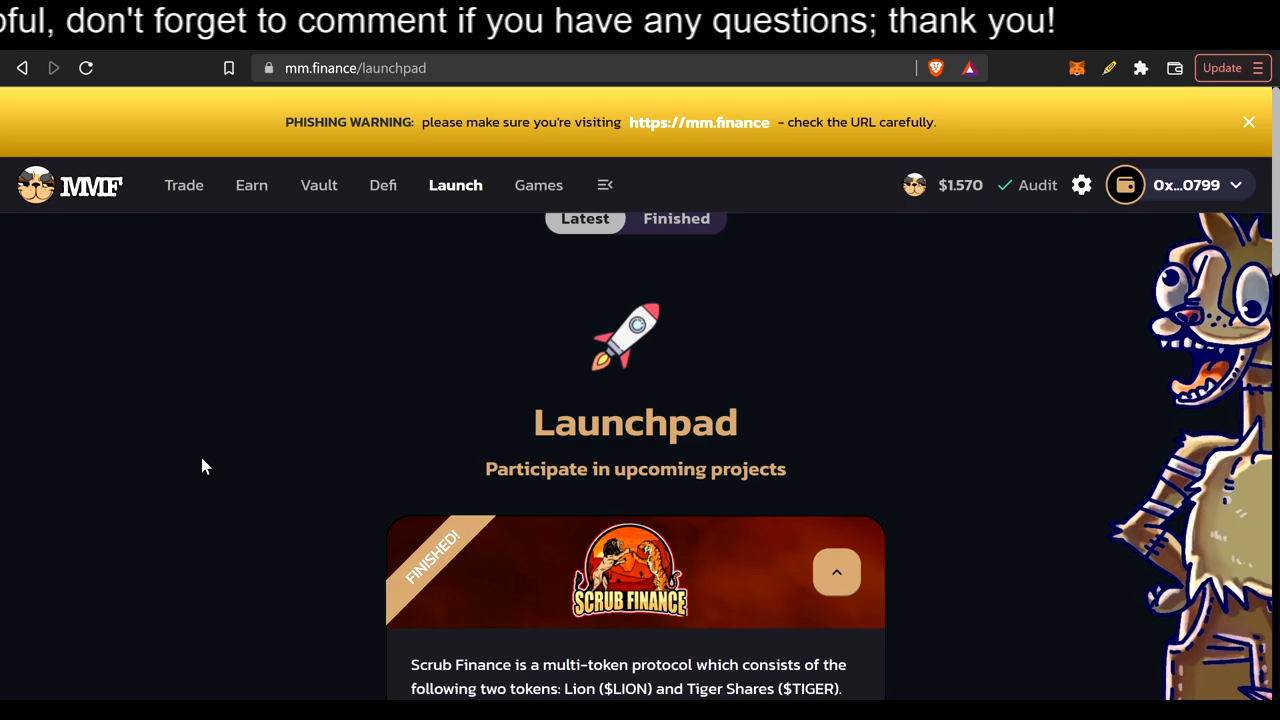 don't forget to comment if you have any questions; thank you!
mm.finance/launchpad
Update
PHISHING WARNING: please make sure you're visiting https://mm.finance - check the URL carefully.
MMF
Trade Earn Vault Defi Launch Games
$1.570 Audit 0x...0799
Latest Finished
Launchpad
Participate in upcoming projects
FINISHED!
SCRUB FINANCE
Scrub Finance is a multi-token protocol which consists of the
following two tokens: Lion ($LION) and Tiger Shares ($TIGER).